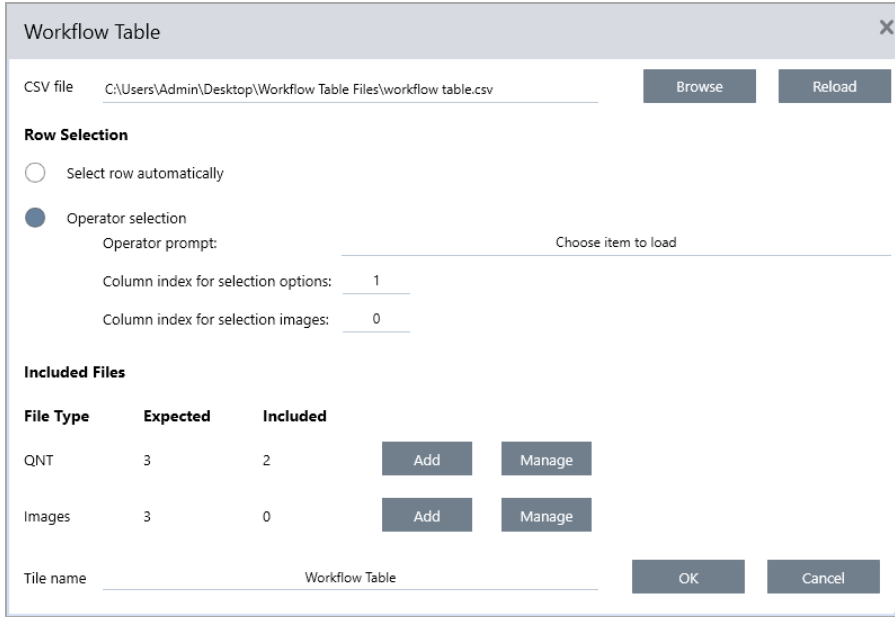 Workflow Table
CSV file C:\Users\Admin\Desktop\Workflow Table Files\workflow table.csv Browse Reload
Row Selection
Select row automatically
Operator selection
Operator prompt: Choose item to load
Column index for selection options: 1
Column index for selection images: 0
Included Files
File Type Expected Included
QNT 3 2 Add Manage
Images 3 0 Add Manage
Tile name Workflow Table OK Cancel